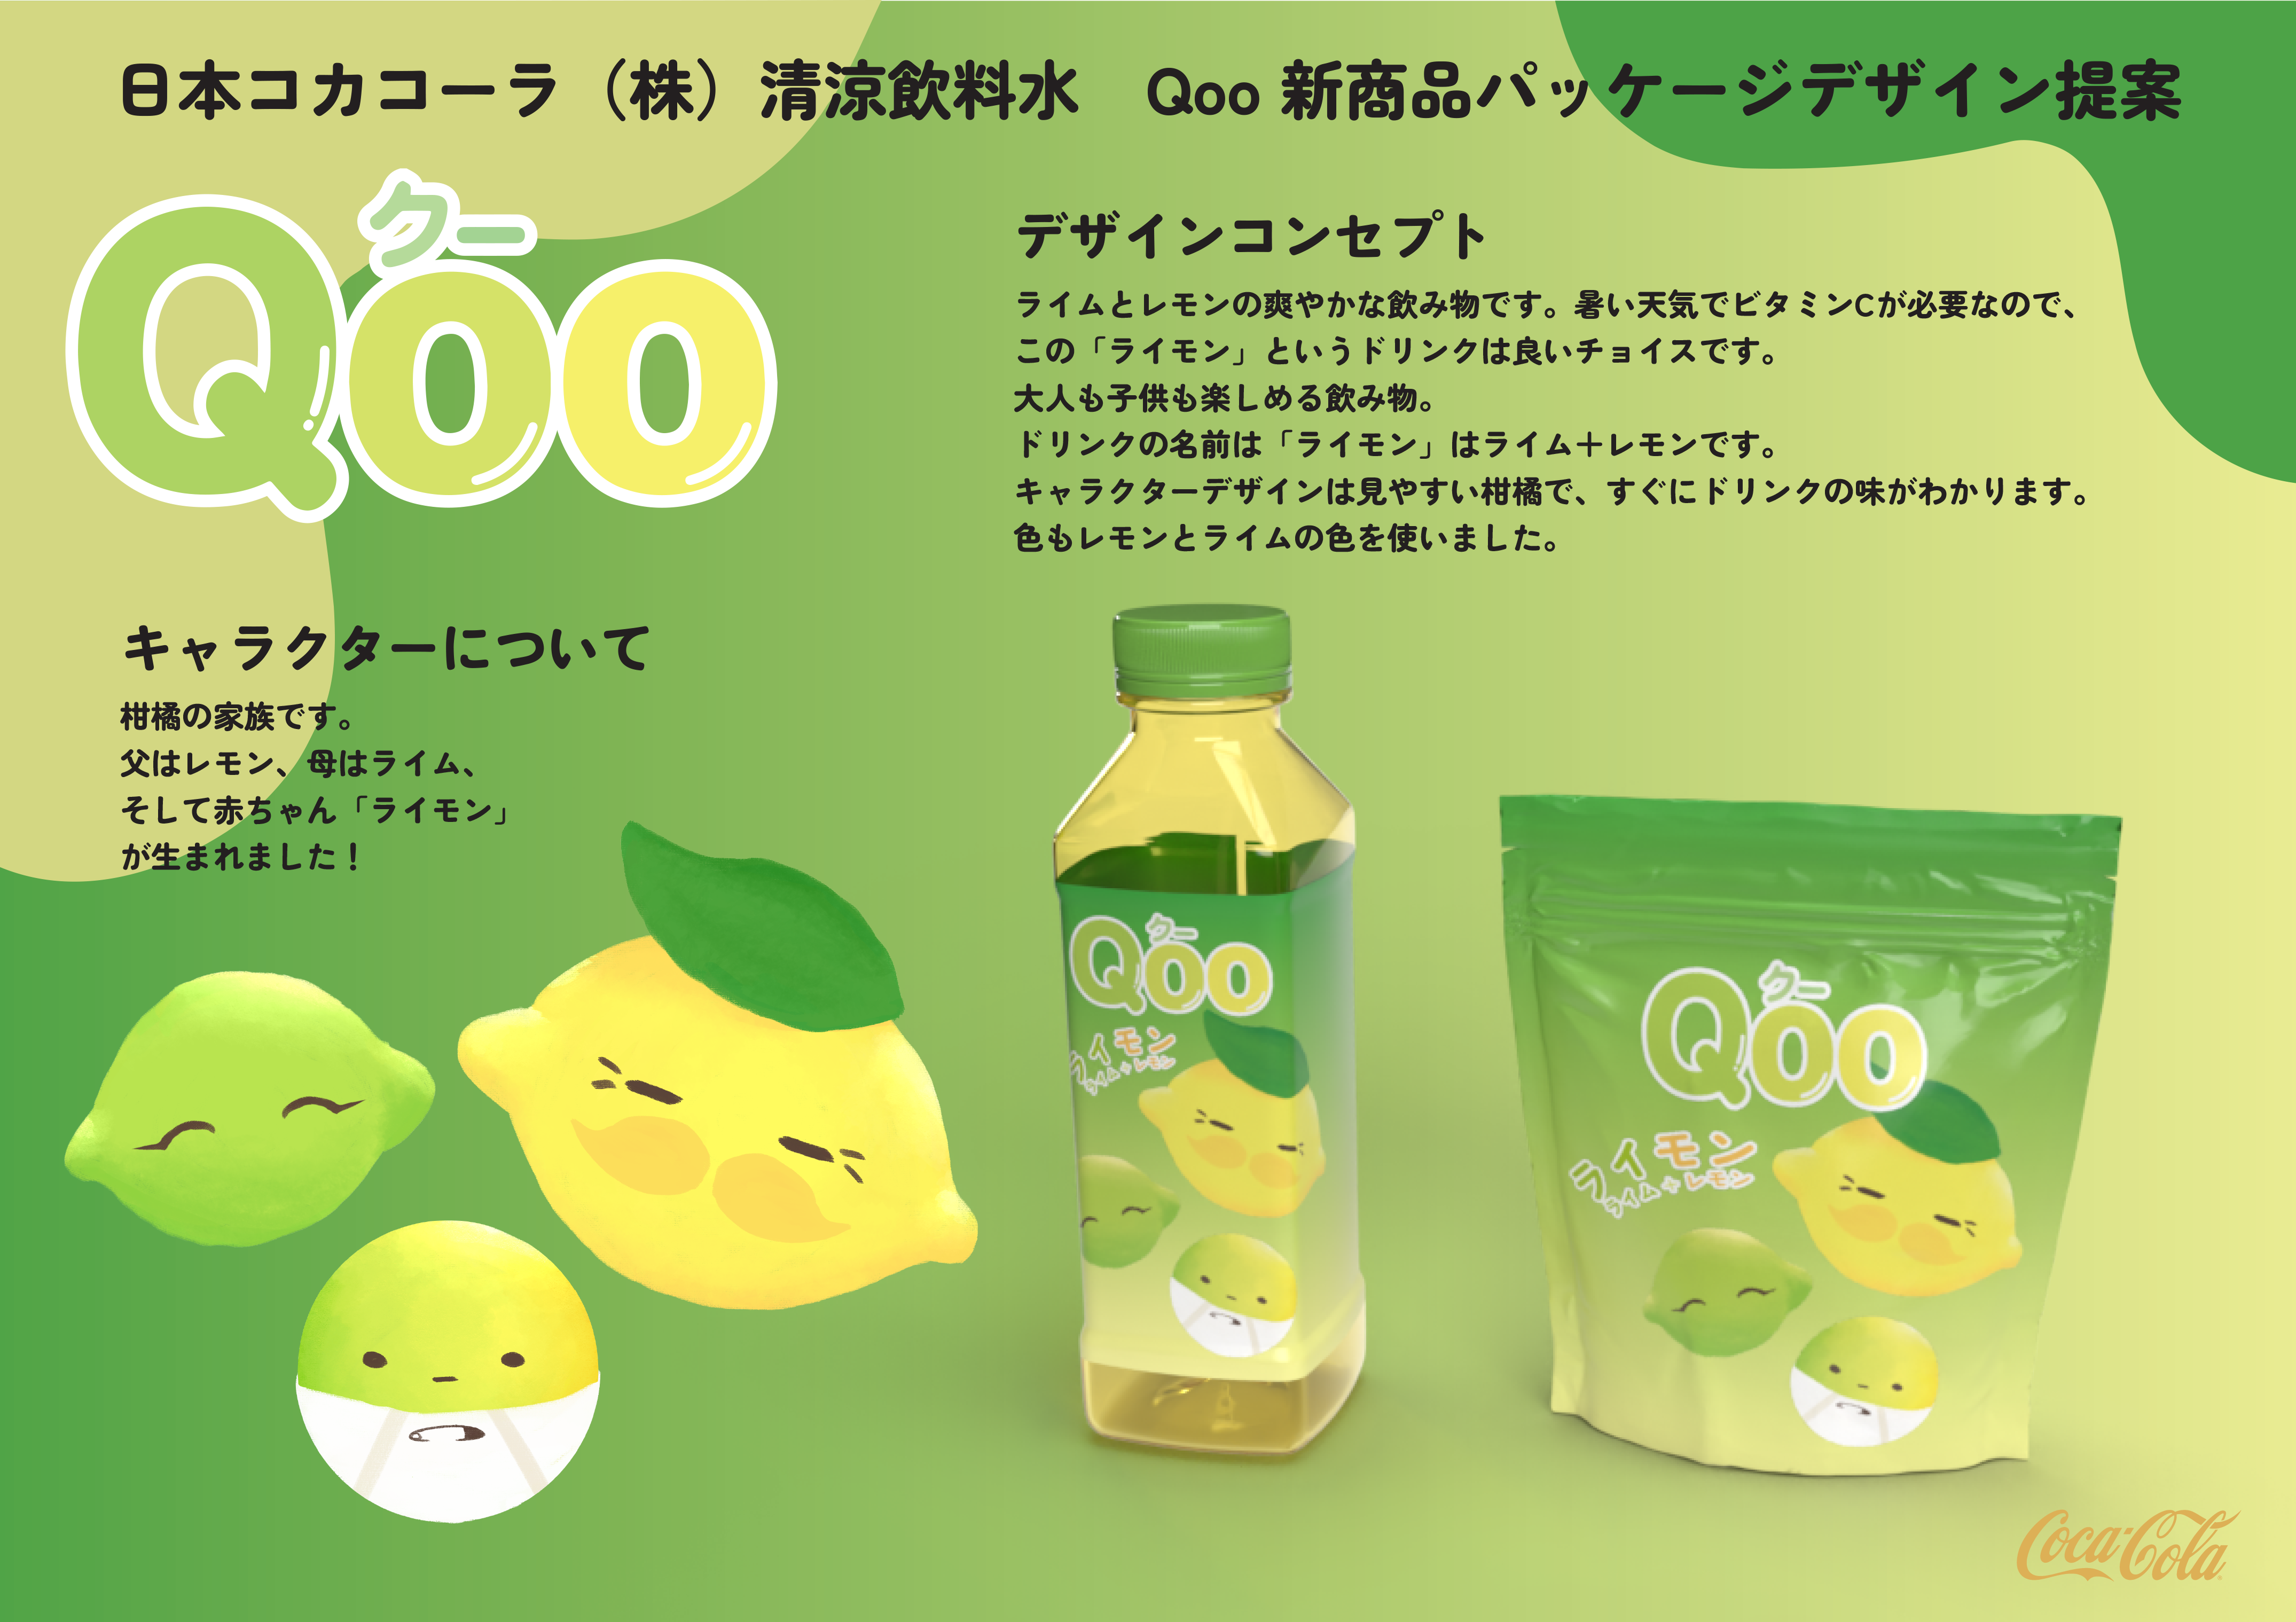 日本コカコーラ（株）清涼飲料水　Qoo 新商品パッケージデザイン提案
クー
Qoo
デザインコンセプト
ライムとレモンの爽やかな飲み物です。暑い天気でビタミンCが必要なので、
この「ライモン」というドリンクは良いチョイスです。
大人も子供も楽しめる飲み物。
ドリンクの名前は「ライモン」はライム＋レモンです。
キャラクターデザインは見やすい柑橘で、すぐにドリンクの味がわかります。
色もレモンとライムの色を使いました。
キャラクターについて
柑橘の家族です。
父はレモン、母はライム、
そして赤ちゃん「ライモン」
が生まれました！
クー
Qoo
ライモン
ライム＋レモン
クー
Qoo
ライモン
ライム＋レモン
Coca-Cola